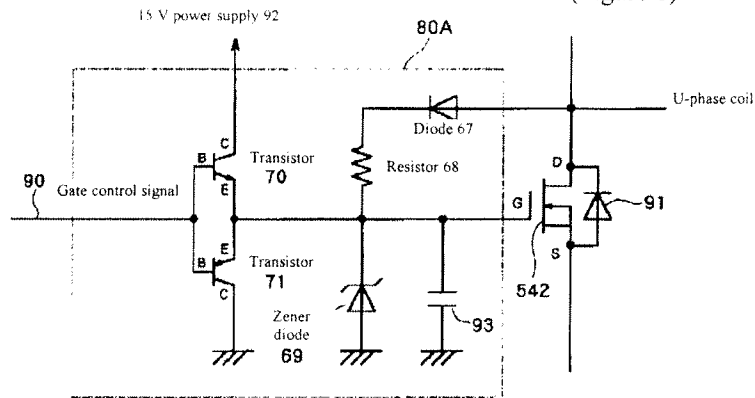 15 V power supply 92
80A
U-phase coil
Diode 67
C
B
Transistor
70
Resistor 68
D
E
90
Gate control signal
G
91
E
S
B
Transistor
71
C
542
Zener
diode
69
93